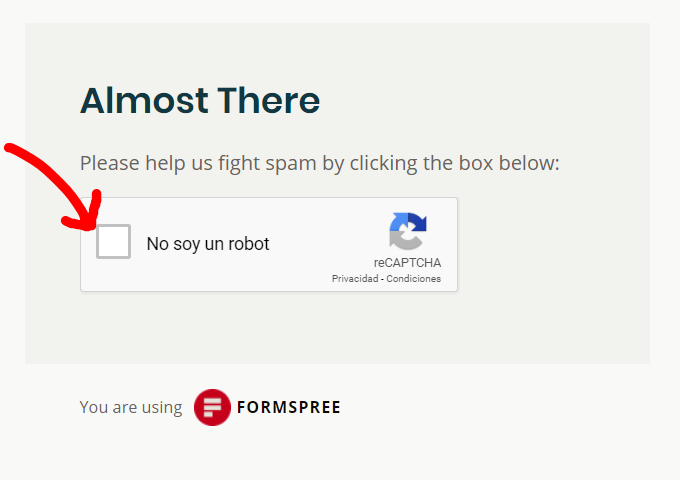 Almost There
Please help us fight spam by clicking the box below:
No soy un robot
reCAPTCHA
Privacidad - Condiciones
You are using FORMSPREE